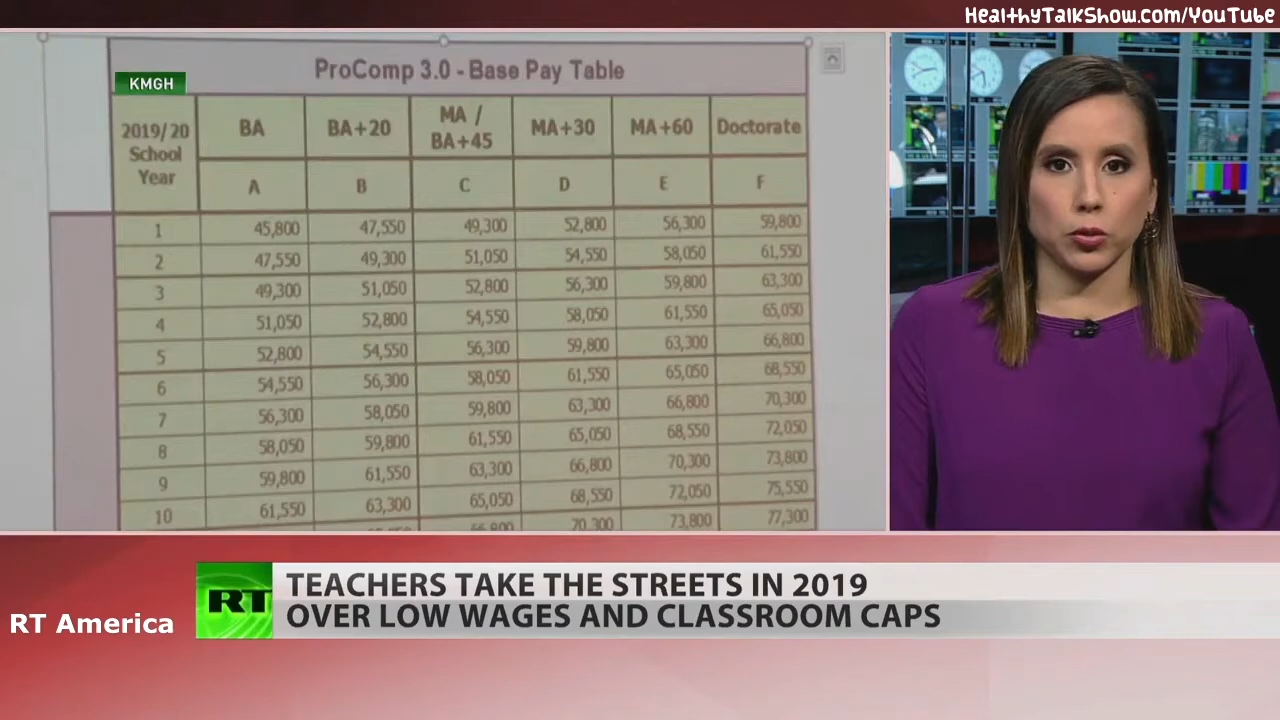 HealthyTalkShow.com/YouTube
KMGH
ProComp 3.0 - Base Pay Table
2019/20 School Year BA BA+20 MA / BA+45 MA+30 MA+60 Doctorate
A B C D E F
1 45,800 47,550 49,300 52,800 56,300 59,800
2 47,550 49,300 51,050 54,550 58,050 61,550
3 49,300 51,050 52,800 56,300 59,800 63,300
4 51,050 52,800 54,550 58,050 61,550 65,050
5 52,800 54,550 56,300 59,800 63,300 66,800
6 54,550 56,300 58,050 61,550 65,050 68,550
7 56,300 58,050 59,800 63,300 66,800 70,300
8 58,050 59,800 61,550 65,050 68,550 72,050
9 59,800 61,550 63,300 66,800 70,300 73,800
10 61,550 63,300 65,050 68,550 72,050 75,550
66,800 70,300 73,800 77,300
RT
TEACHERS TAKE THE STREETS IN 2019
OVER LOW WAGES AND CLASSROOM CAPS
RT America